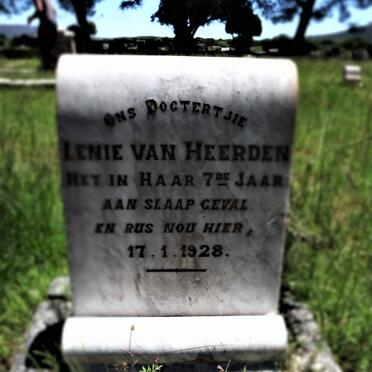 ONS DOGTERTJIE
LENIE VAN HEERDEN
HET IN HAAR 7DE JAAR
AAN SLAAP GEVAL
EN RUS NOU HIER,
17.1.1928.